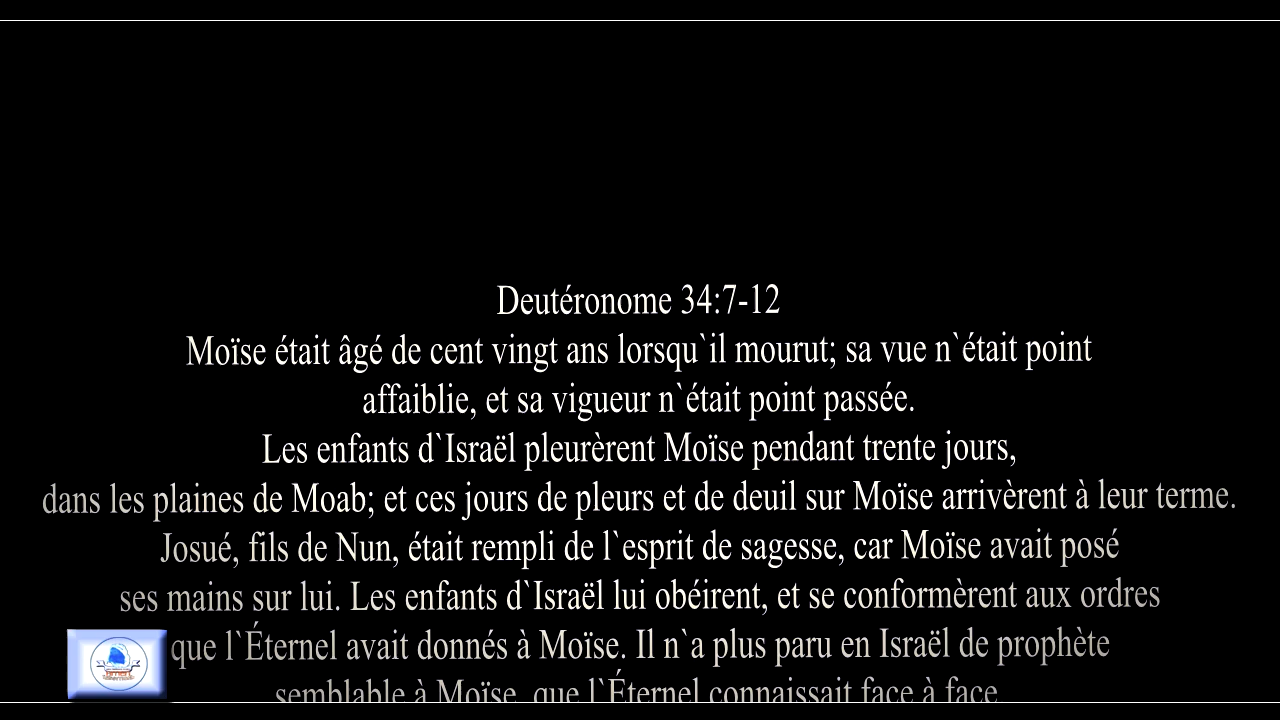 Deutéronome 34:7-12
Moïse était âgé de cent vingt ans lorsqu`il mourut; sa vue n`était point
affaiblie, et sa vigueur n`était point passée.
Les enfants d`Israël pleurèrent Moïse pendant trente jours,
dans les plaines de Moab; et ces jours de pleurs et de deuil sur Moïse arrivèrent à leur terme.
Josué, fils de Nun, était rempli de l`esprit de sagesse, car Moïse avait posé
ses mains sur lui. Les enfants d`Israël lui obéirent, et se conformèrent aux ordres
que l`Éternel avait donnés à Moïse. Il n`a plus paru en Israël de prophète
semblable à Moïse, que l`Éternel connaissait face à face